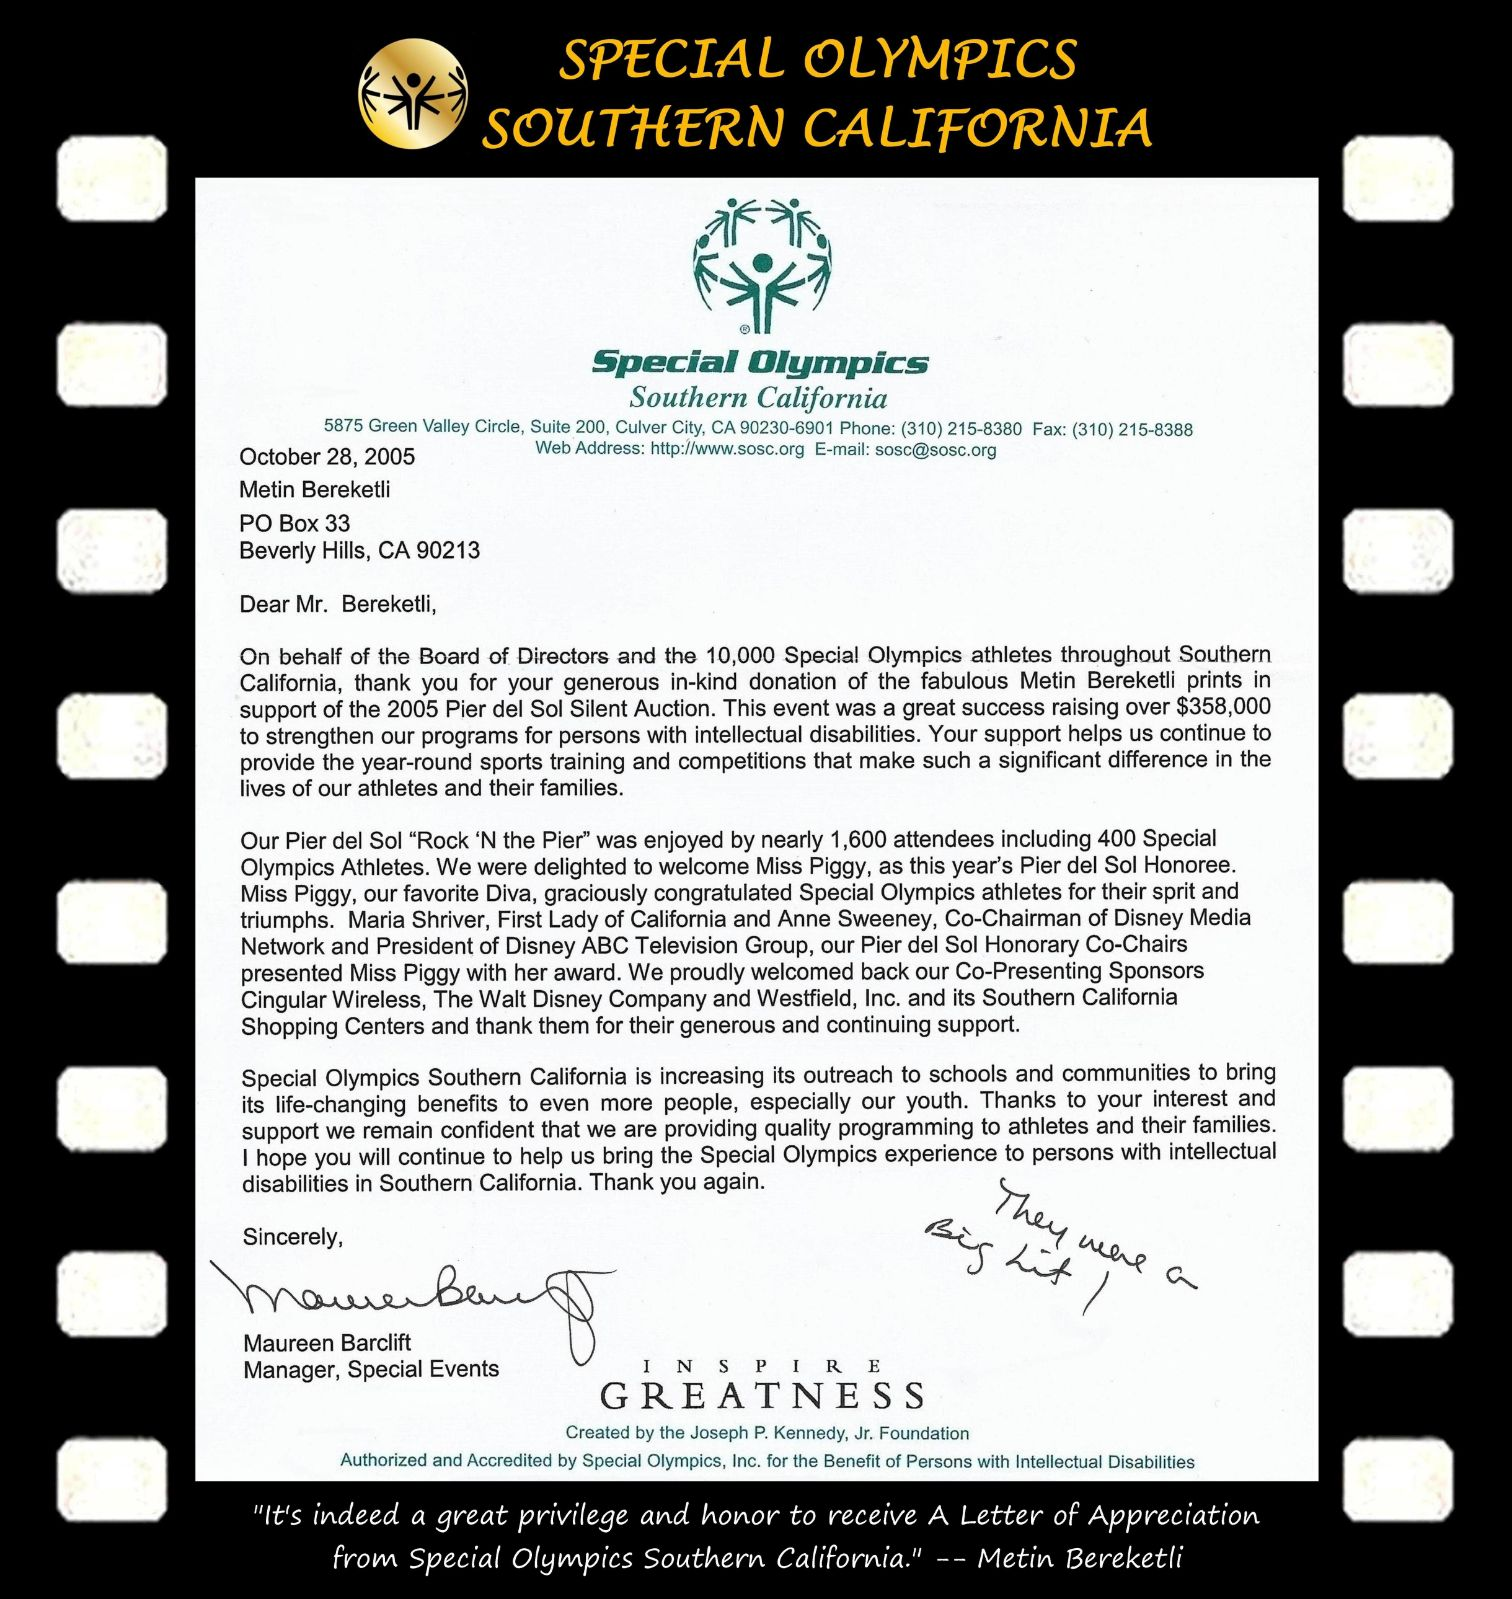 SPECIAL OLYMPICS
SOUTHERN CALIFORNIA
®
Special Olympics
Southern California
5875 Green Valley Circle, Suite 200, Culver City, CA 90230-6901 Phone: (310) 215-8380 Fax: (310) 215-8388
Web Address: http://www.sosc.org E-mail: sosc@sosc.org
October 28, 2005
Metin Bereketli
PO Box 33
Beverly Hills, CA 90213
Dear Mr. Bereketli,
On behalf of the Board of Directors and the 10,000 Special Olympics athletes throughout Southern
California, thank you for your generous in-kind donation of the fabulous Metin Bereketli prints in
support of the 2005 Pier del Sol Silent Auction. This event was a great success raising over $358,000
to strengthen our programs for persons with intellectual disabilities. Your support helps us continue to
provide the year-round sports training and competitions that make such a significant difference in the
lives of our athletes and their families.
Our Pier del Sol “Rock ‘N the Pier” was enjoyed by nearly 1,600 attendees including 400 Special
Olympics Athletes. We were delighted to welcome Miss Piggy, as this year’s Pier del Sol Honoree.
Miss Piggy, our favorite Diva, graciously congratulated Special Olympics athletes for their sprit and
triumphs. Maria Shriver, First Lady of California and Anne Sweeney, Co-Chairman of Disney Media
Network and President of Disney ABC Television Group, our Pier del Sol Honorary Co-Chairs
presented Miss Piggy with her award. We proudly welcomed back our Co-Presenting Sponsors
Cingular Wireless, The Walt Disney Company and Westfield, Inc. and its Southern California
Shopping Centers and thank them for their generous and continuing support.
Special Olympics Southern California is increasing its outreach to schools and communities to bring
its life-changing benefits to even more people, especially our youth. Thanks to your interest and
support we remain confident that we are providing quality programming to athletes and their families.
I hope you will continue to help us bring the Special Olympics experience to persons with intellectual
disabilities in Southern California. Thank you again.
They were a
Big hit!
Sincerely,
Maureen Barclift
Maureen Barclift
Manager, Special Events
INSPIRE
GREATNESS
Created by the Joseph P. Kennedy, Jr. Foundation
Authorized and Accredited by Special Olympics, Inc. for the Benefit of Persons with Intellectual Disabilities
"It's indeed a great privilege and honor to receive A Letter of Appreciation
from Special Olympics Southern California." -- Metin Bereketli